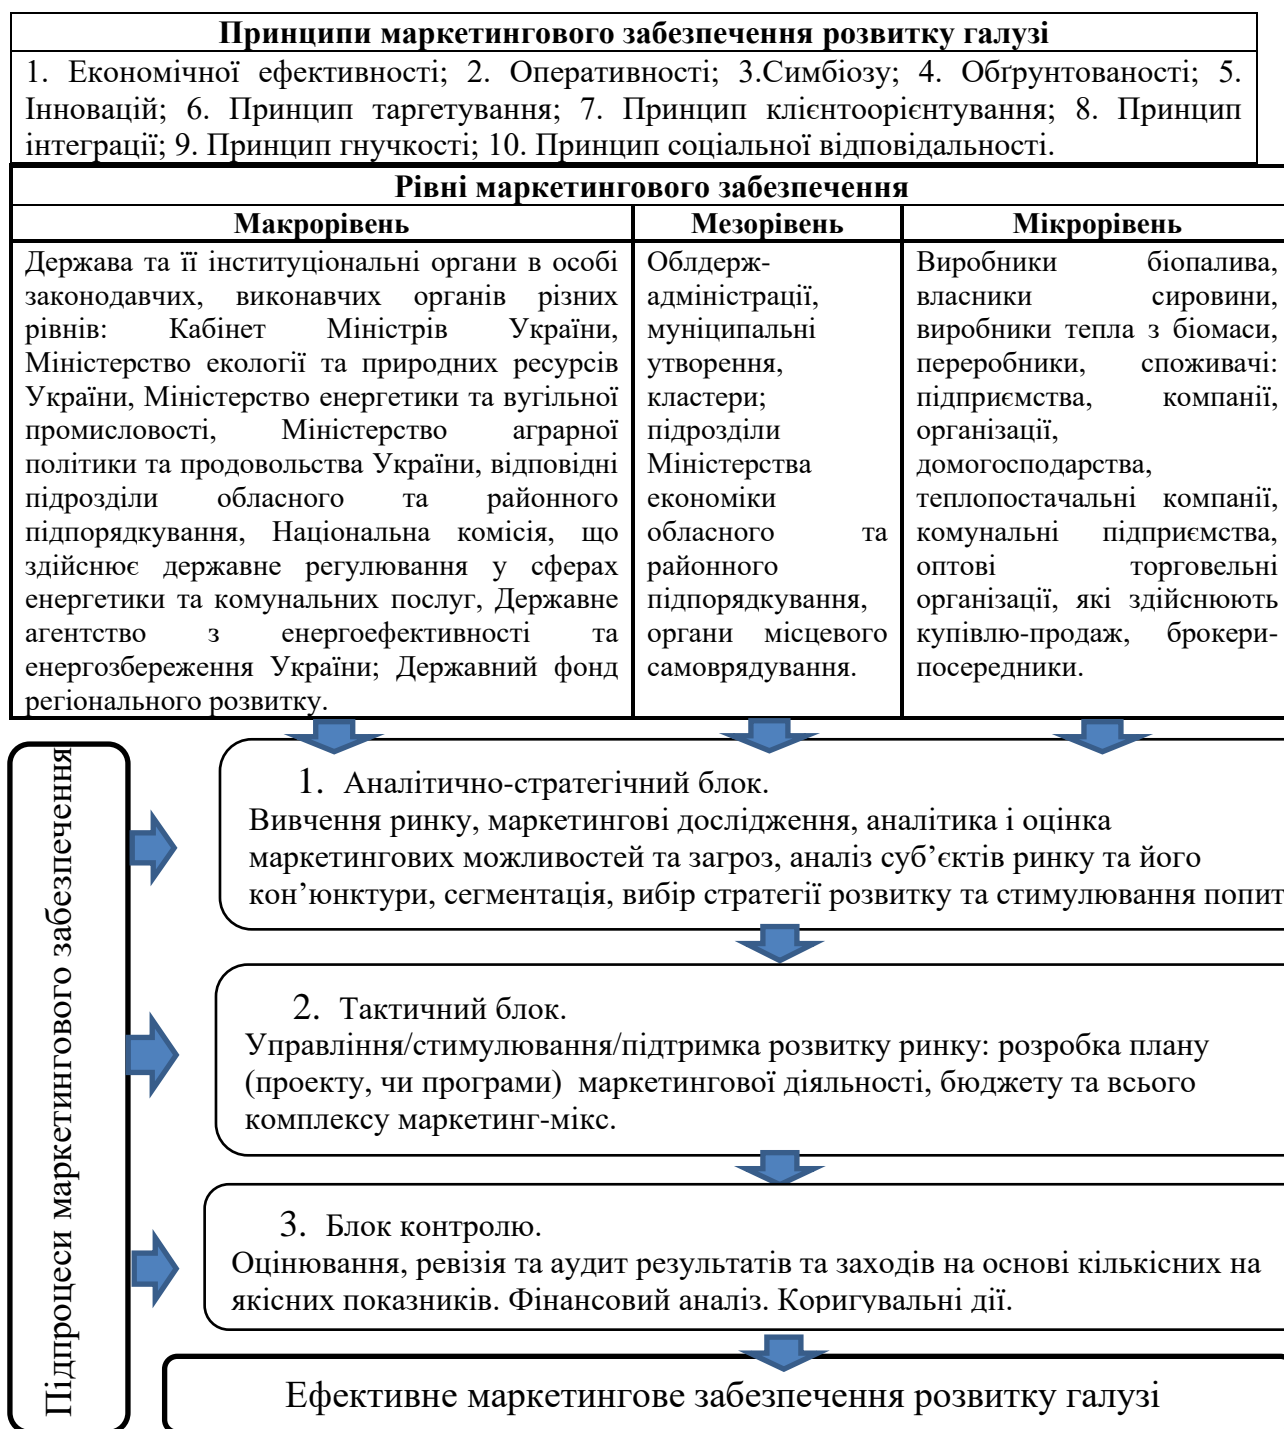 Принципи маркетингового забезпечення розвитку галузі
1. Економічної ефективності; 2. Оперативності; 3.Симбіозу; 4. Обґрунтованості; 5.
Інновацій; 6. Принцип таргетування; 7. Принцип клієнтоорієнтування; 8. Принцип
інтеграції; 9. Принцип гнучкості; 10. Принцип соціальної відповідальності.
Рівні маркетингового забезпечення
Макрорівень
Держава та її інституціональні органи в особі
законодавчих, виконавчих органів різних
рівнів: Кабінет Міністрів України,
Міністерство екології та природних ресурсів
України, Міністерство енергетики та вугільної
промисловості, Міністерство аграрної
політики та продовольства України, відповідні
підрозділи обласного та районного
підпорядкування, Національна комісія, що
здійснює державне регулювання у сферах
енергетики та комунальних послуг, Державне
агентство з енергоефективності та
енергозбереження України; Державний фонд
регіонального розвитку.
Мезорівень
Облдерж-
адміністрації,
муніципальні
утворення,
кластери;
підрозділи
Міністерства
економіки
обласного та
районного
підпорядкування,
органи місцевого
самоврядування.
Мікрорівень
Виробники біопалива,
власники сировини,
виробники тепла з біомаси,
переробники, споживачі:
підприємства, компанії,
організації,
домогосподарства,
теплопостачальні компанії,
комунальні підприємства,
оптові торговельні
організації, які здійснюють
купівлю-продаж, брокери-
посередники.
Підпроцеси маркетингового забезпечення
1. Аналітично-стратегічний блок.
Вивчення ринку, маркетингові дослідження, аналітика і оцінка
маркетингових можливостей та загроз, аналіз суб’єктів ринку та його
кон’юнктури, сегментація, вибір стратегії розвитку та стимулювання попит
2. Тактичний блок.
Управління/стимулювання/підтримка розвитку ринку: розробка плану
(проекту, чи програми) маркетингової діяльності, бюджету та всього
комплексу маркетинг-мікс.
3. Блок контролю.
Оцінювання, ревізія та аудит результатів та заходів на основі кількісних на
якісних показників. Фінансовий аналіз. Коригувальні дії.
Ефективне маркетингове забезпечення розвитку галузі